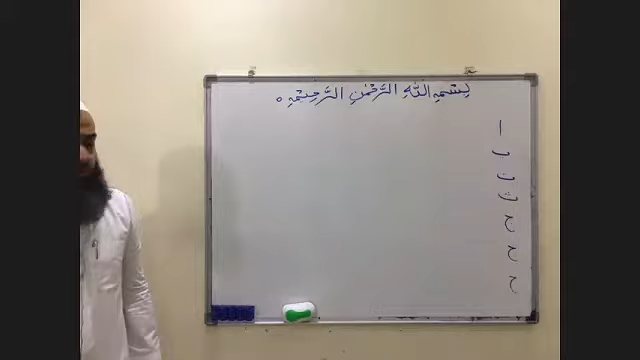 بِسْمِ اللّٰهِ الرَّحْمٰنِ الرَّحِيْمِ ه
ا
ب
ت
ث
ج
ح
خ